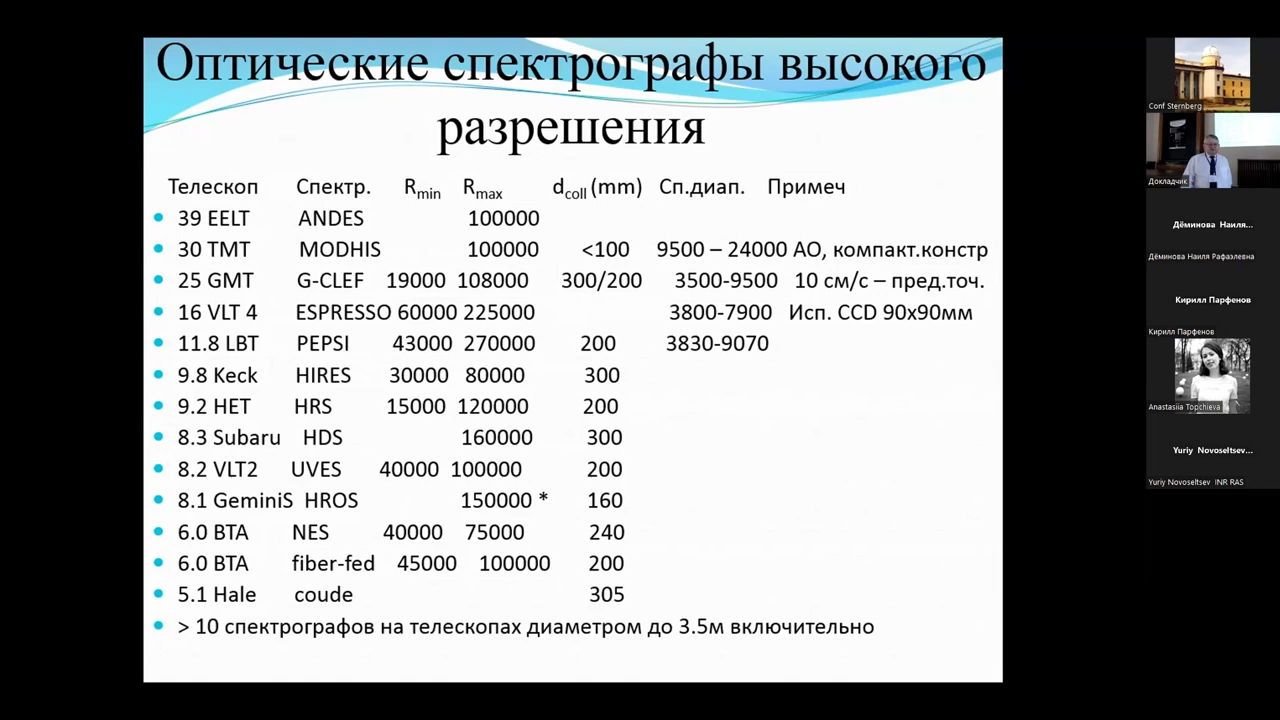 Оптические спектрографы высокого
разрешения
Телескоп Спектр. Rmin Rmax dcoll (mm) Сп.диап. Примеч
• 39 EELT ANDES 100000
• 30 TMT MODHIS 100000 <100 9500 – 24000 АО, компакт.констр
• 25 GMT G-CLEF 19000 108000 300/200 3500-9500 10 см/с – пред.точ.
• 16 VLT 4 ESPRESSO 60000 225000 3800-7900 Исп. CCD 90х90мм
• 11.8 LBT PEPSI 43000 270000 200 3830-9070
• 9.8 Keck HIRES 30000 80000 300
• 9.2 HET HRS 15000 120000 200
• 8.3 Subaru HDS 160000 300
• 8.2 VLT2 UVES 40000 100000 200
• 8.1 GeminiS HROS 150000 * 160
• 6.0 BTA NES 40000 75000 240
• 6.0 BTA fiber-fed 45000 100000 200
• 5.1 Hale coude 305
• > 10 спектрографов на телескопах диаметром до 3.5м включительно
Conf Sternberg
Докладчик
Дёминова Наиля...
Дёминова Наиля Рафаэлевна
Кирилл Парфенов
Кирилл Парфенов
Anastasiia Topchieva
Yuriy Novoseltsev...
Yuriy Novoseltsev INR RAS